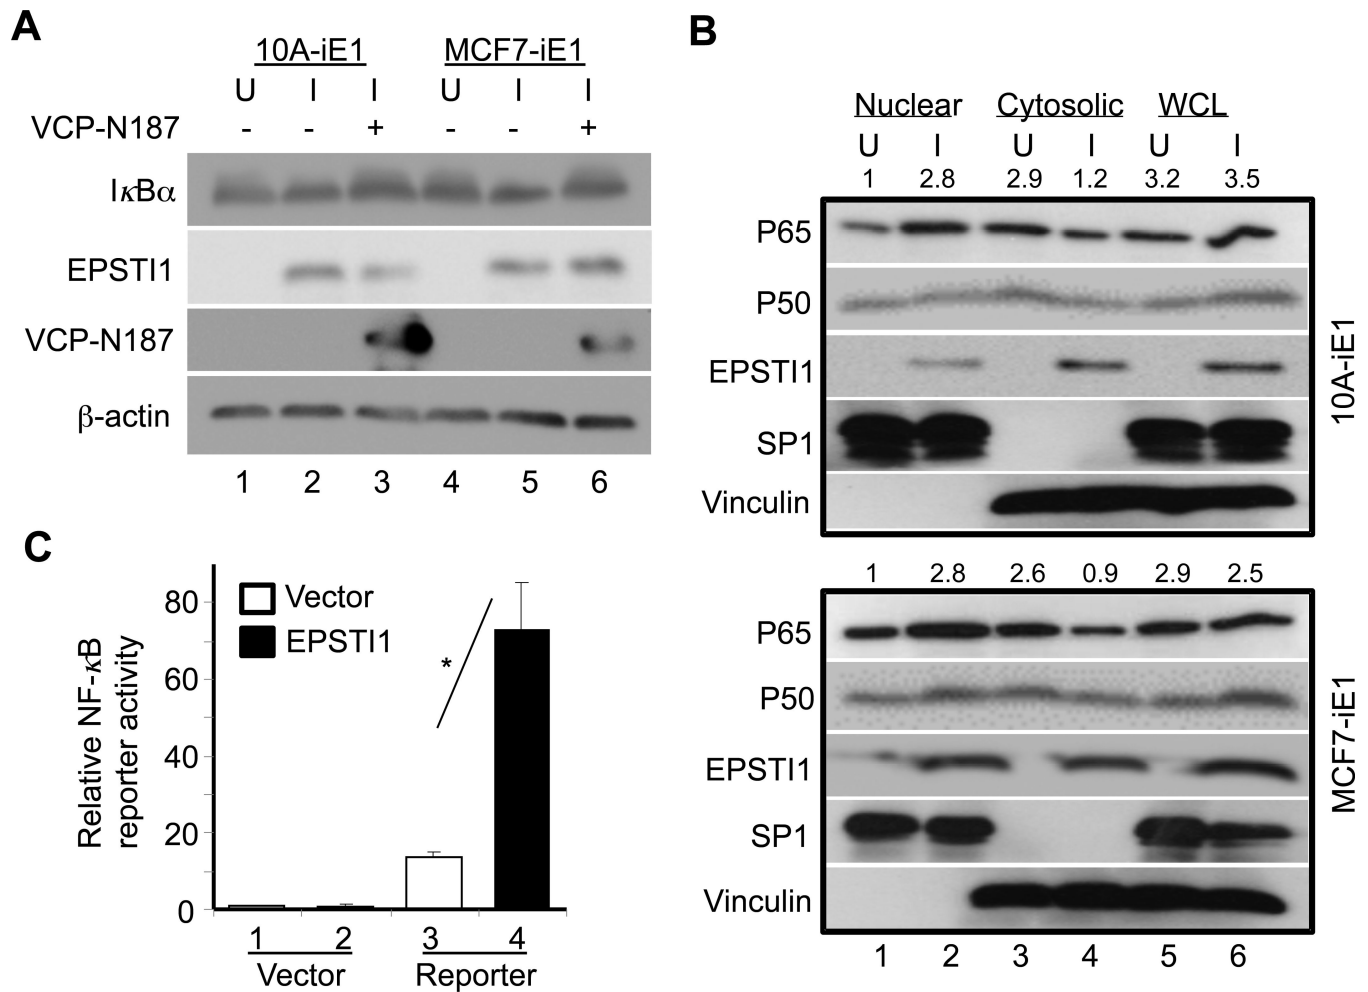 A
10A-iE1 MCF7-iE1
U I I U I I
VCP-N187 - - + - - +
IκBα
EPSTI1
VCP-N187
β-actin
1 2 3 4 5 6
B
Nuclear Cytosolic WCL
U I U I U I
1 2.8 2.9 1.2 3.2 3.5
P65
P50
EPSTI1
SP1
Vinculin
10A-iE1
1 2.8 2.6 0.9 2.9 2.5
P65
P50
EPSTI1
SP1
Vinculin
MCF7-iE1
1 2 3 4 5 6
C
Relative NF-κB
reporter activity
80
60
40
20
0
Vector
EPSTI1
*
1 2 3 4
Vector Reporter